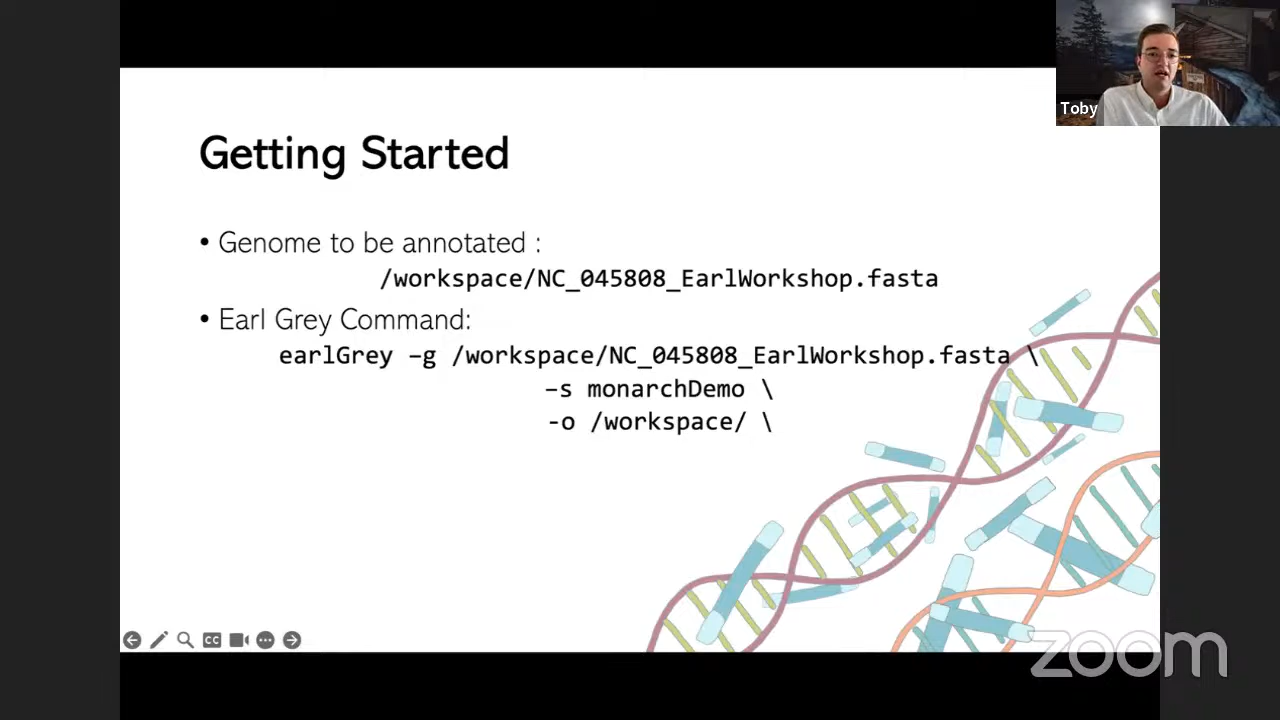 Toby
Getting Started
• Genome to be annotated :
/workspace/NC_045808_EarlWorkshop.fasta
• Earl Grey Command:
earlGrey –g /workspace/NC_045808_EarlWorkshop.fasta \
–s monarchDemo \
-o /workspace/ \
CC
zoom